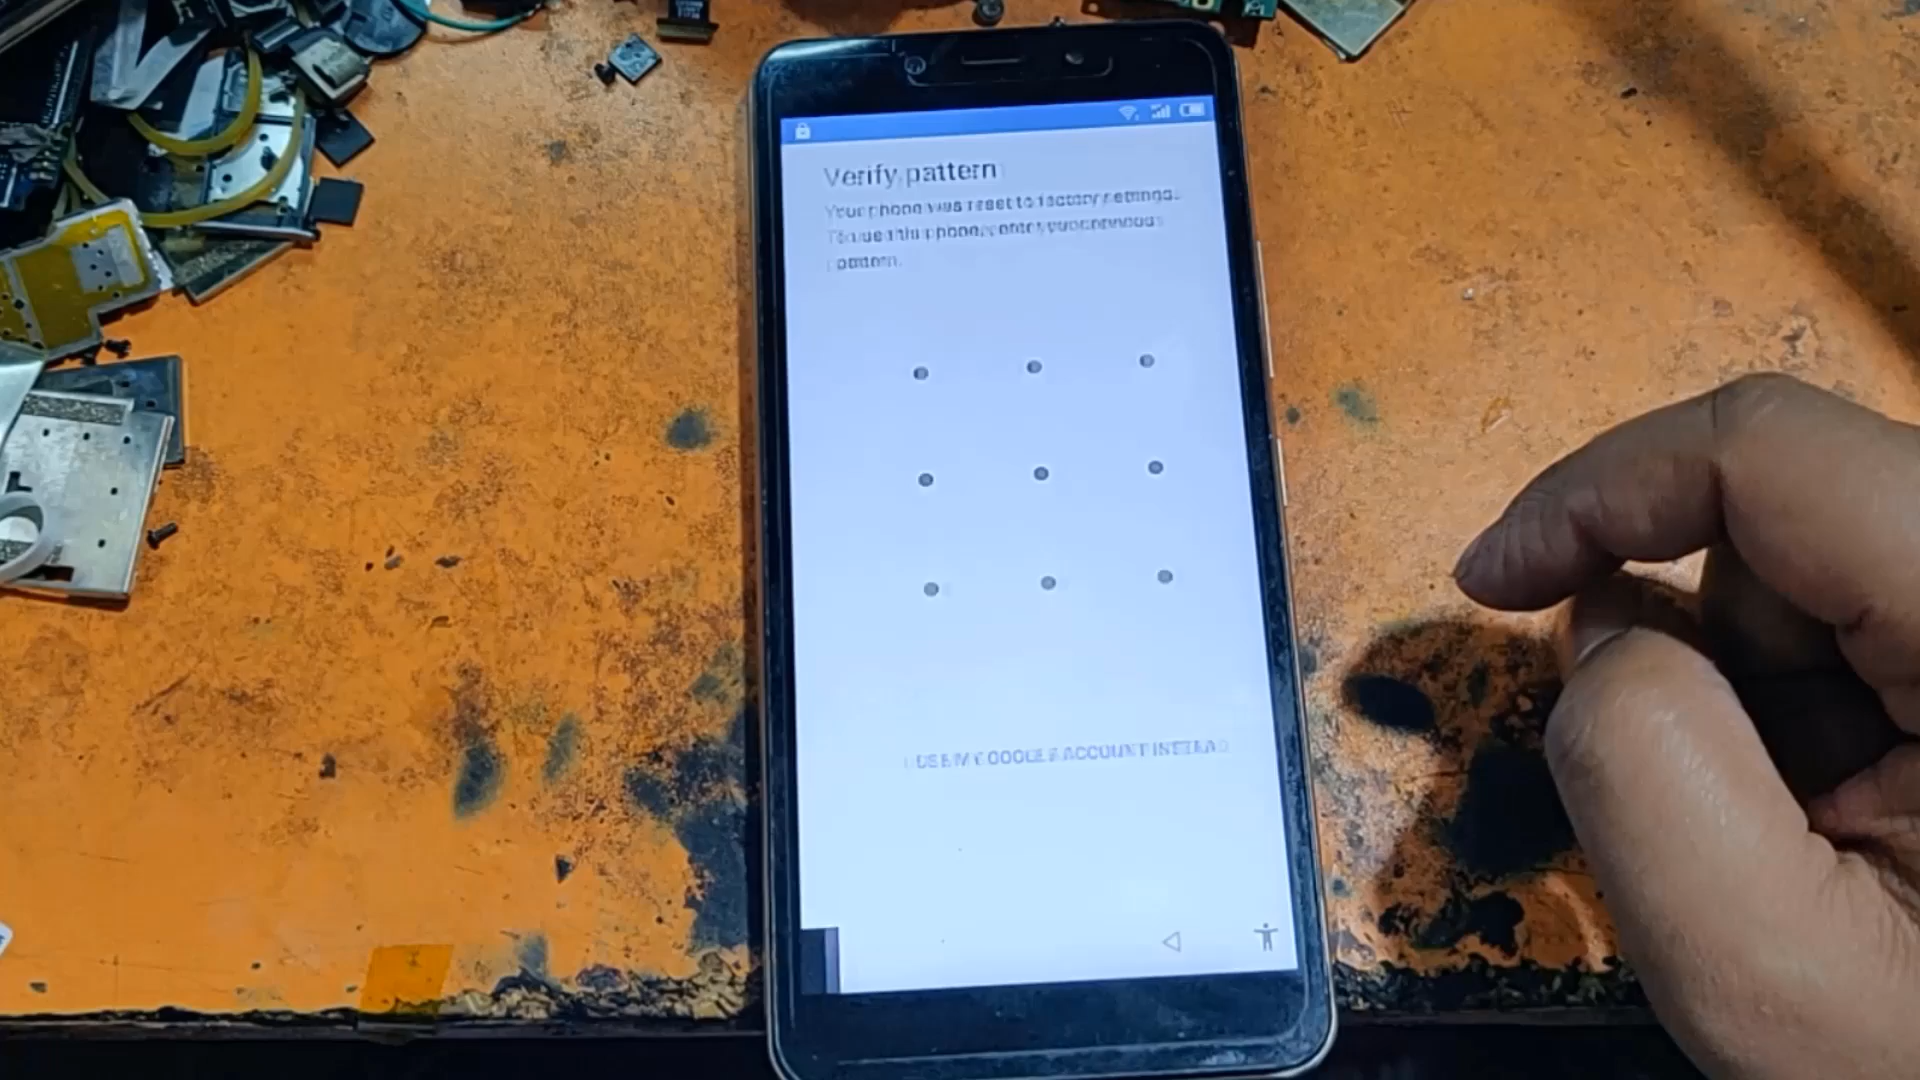 Verify pattern
Your phone was reset to factory settings.
To use this phone, enter your previous
pattern.
USE MY GOOGLE ACCOUNT INSTEAD